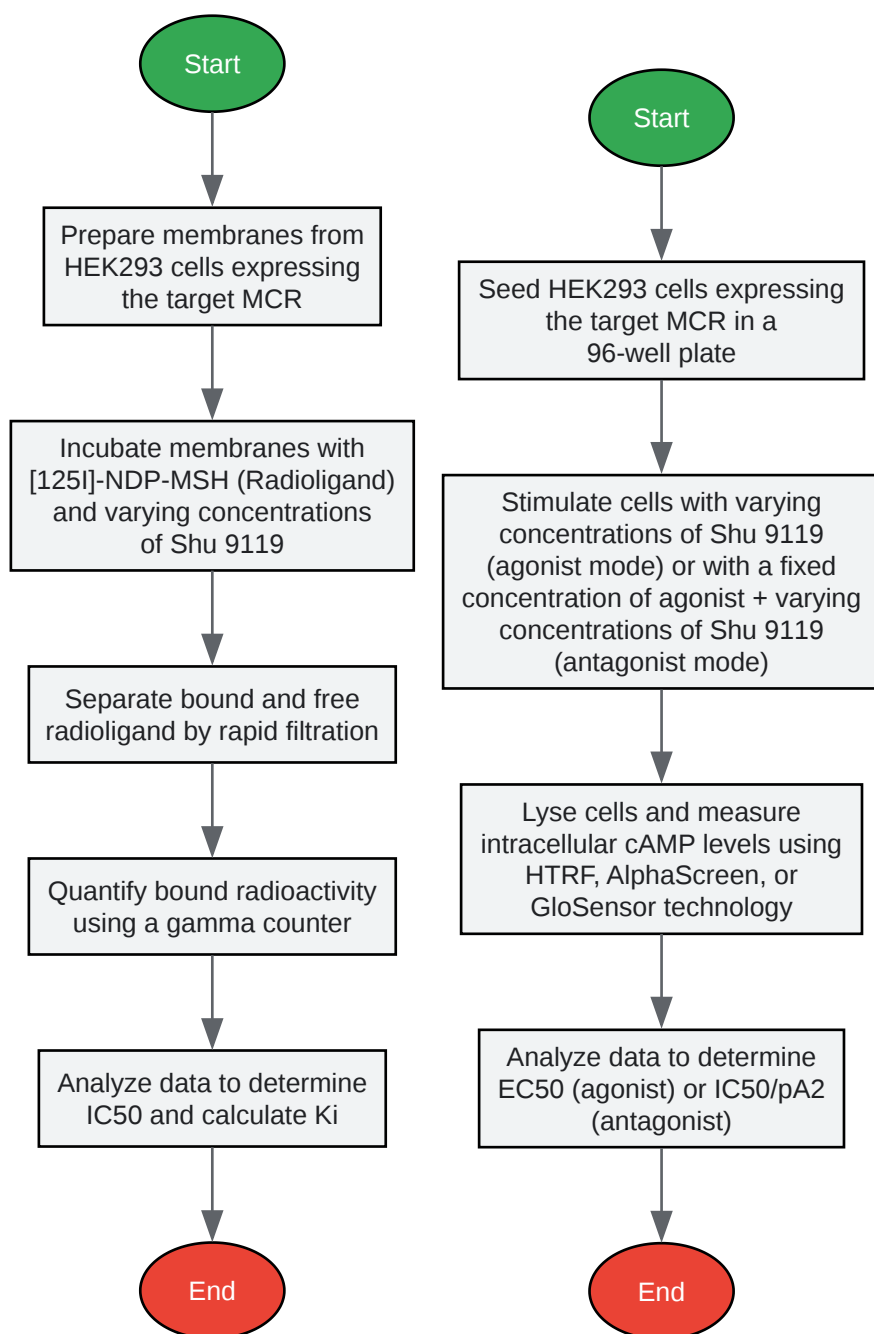 Start
Prepare membranes from
HEK293 cells expressing
the target MCR
Incubate membranes with
[125I]-NDP-MSH (Radioligand)
and varying concentrations
of Shu 9119
Separate bound and free
radioligand by rapid filtration
Quantify bound radioactivity
using a gamma counter
Analyze data to determine
IC50 and calculate Ki
End
Start
Seed HEK293 cells expressing
the target MCR in a
96-well plate
Stimulate cells with varying
concentrations of Shu 9119
(agonist mode) or with a fixed
concentration of agonist + varying
concentrations of Shu 9119
(antagonist mode)
Lyse cells and measure
intracellular cAMP levels using
HTRF, AlphaScreen, or
GloSensor technology
Analyze data to determine
EC50 (agonist) or IC50/pA2
(antagonist)
End